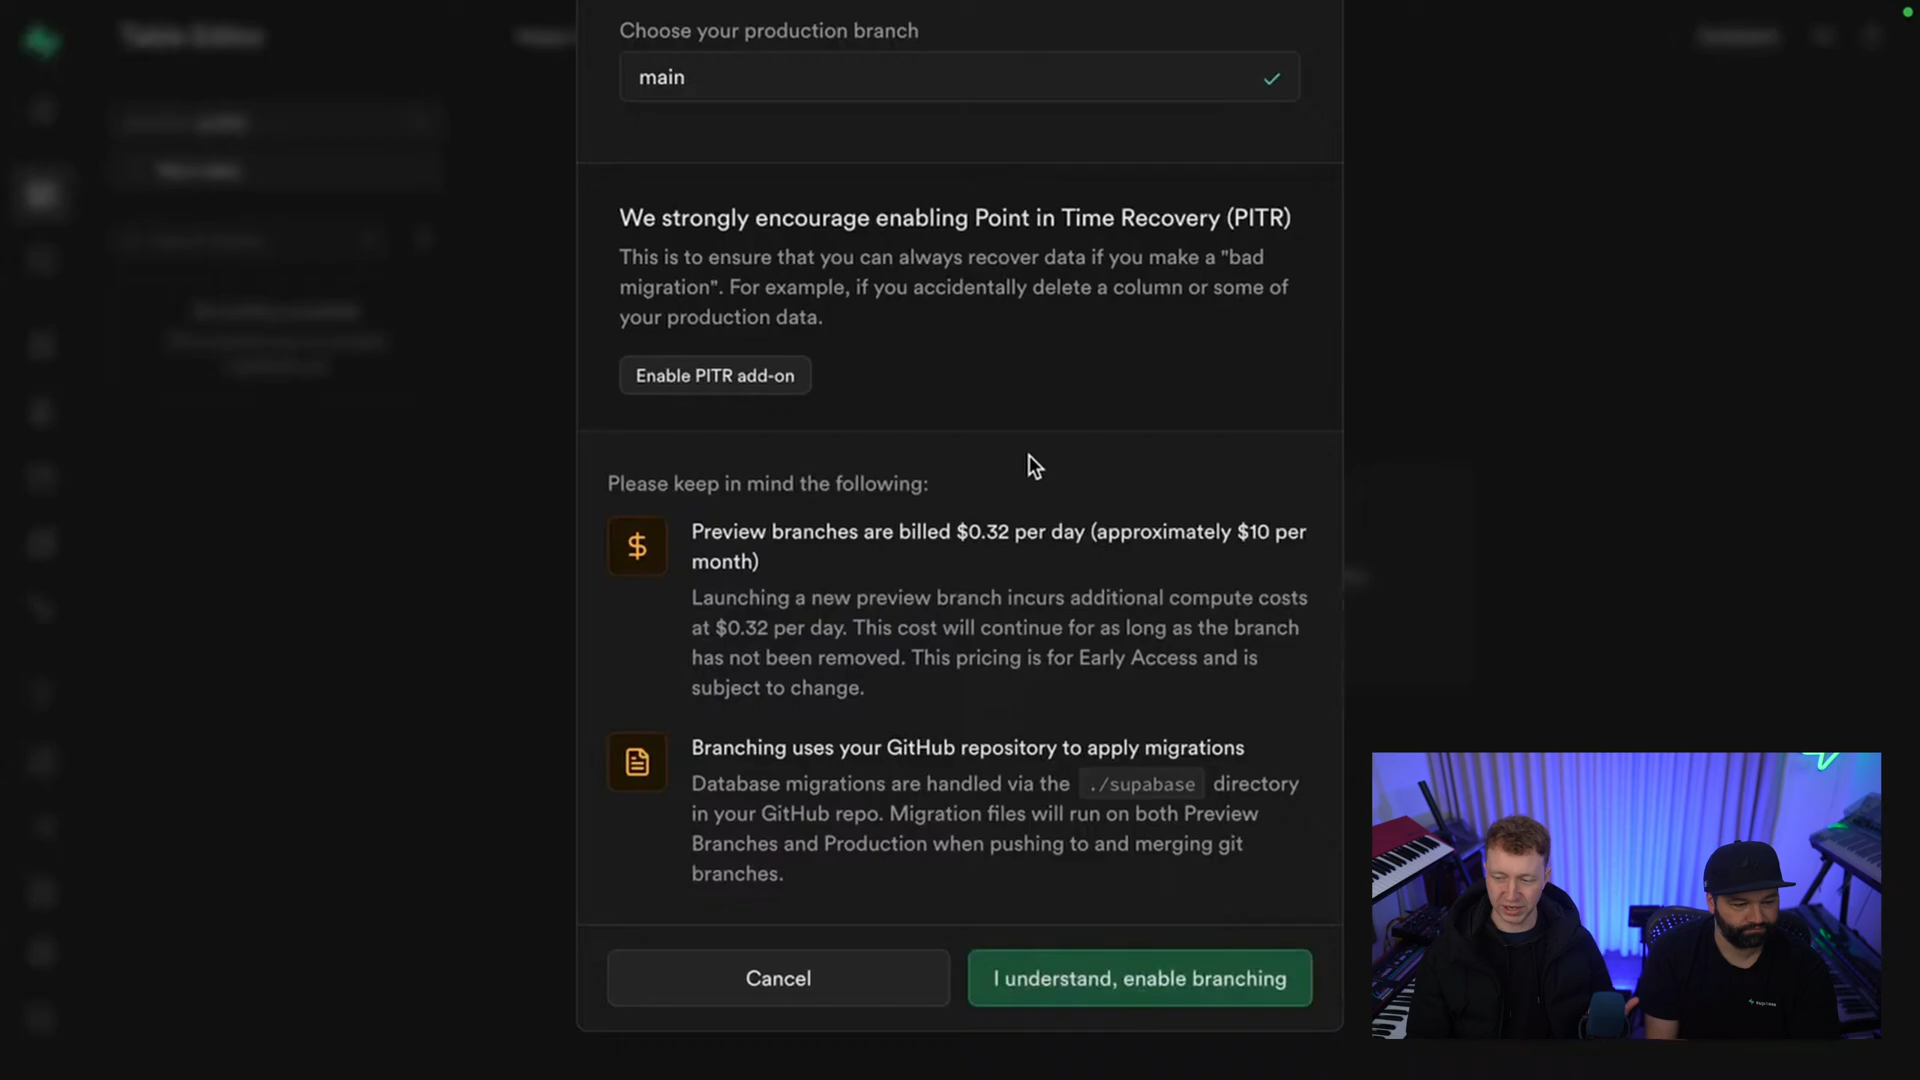 Table Editor
Choose your production branch
main
We strongly encourage enabling Point in Time Recovery (PITR)
This is to ensure that you can always recover data if you make a "bad
migration". For example, if you accidentally delete a column or some of
your production data.
Enable PITR add-on
Please keep in mind the following:
Preview branches are billed $0.32 per day (approximately $10 per
month)
Launching a new preview branch incurs additional compute costs
at $0.32 per day. This cost will continue for as long as the branch
has not been removed. This pricing is for Early Access and is
subject to change.
Branching uses your GitHub repository to apply migrations
Database migrations are handled via the ./supabase directory
in your GitHub repo. Migration files will run on both Preview
Branches and Production when pushing to and merging git
branches.
Cancel
I understand, enable branching